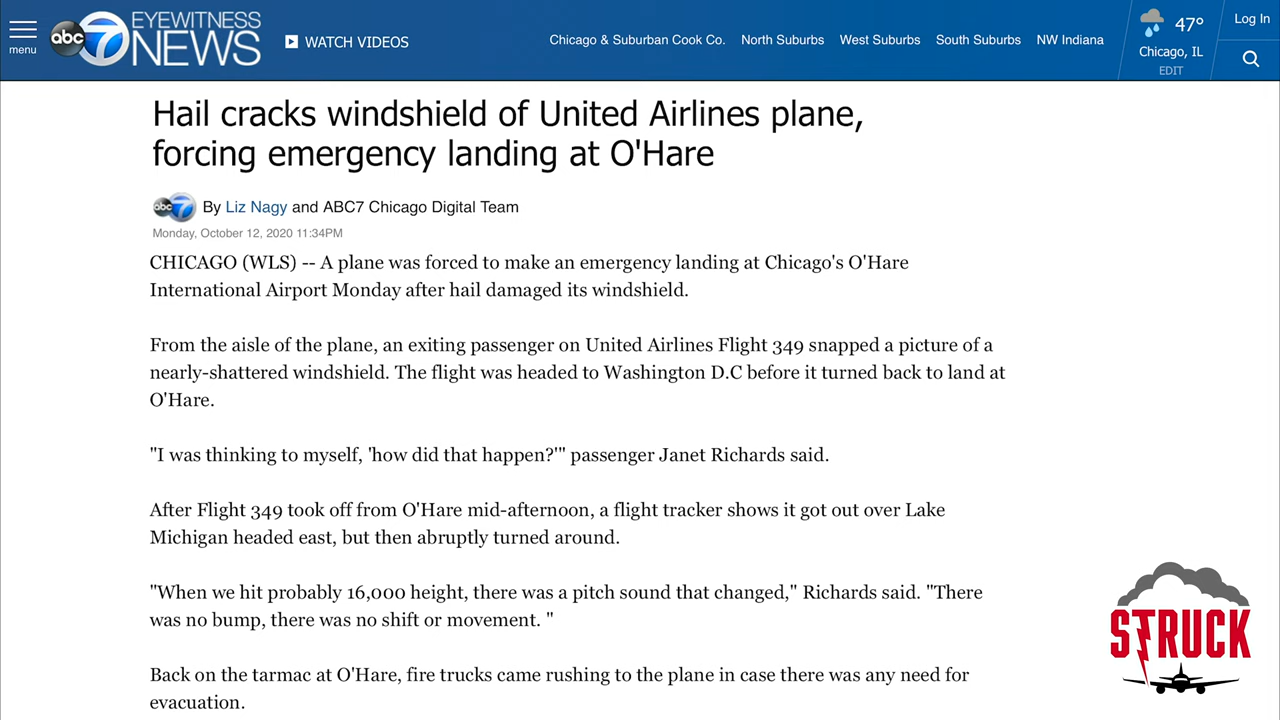 menu
abc 7 EYEWITNESS NEWS
WATCH VIDEOS
Chicago & Suburban Cook Co. North Suburbs West Suburbs South Suburbs NW Indiana
47°
Chicago, IL
EDIT
Log In
Hail cracks windshield of United Airlines plane,
forcing emergency landing at O'Hare
abc 7 By Liz Nagy and ABC7 Chicago Digital Team
Monday, October 12, 2020 11:34PM
CHICAGO (WLS) -- A plane was forced to make an emergency landing at Chicago's O'Hare
International Airport Monday after hail damaged its windshield.
From the aisle of the plane, an exiting passenger on United Airlines Flight 349 snapped a picture of a
nearly-shattered windshield. The flight was headed to Washington D.C before it turned back to land at
O'Hare.
"I was thinking to myself, 'how did that happen?'" passenger Janet Richards said.
After Flight 349 took off from O'Hare mid-afternoon, a flight tracker shows it got out over Lake
Michigan headed east, but then abruptly turned around.
"When we hit probably 16,000 height, there was a pitch sound that changed," Richards said. "There
was no bump, there was no shift or movement. "
Back on the tarmac at O'Hare, fire trucks came rushing to the plane in case there was any need for
evacuation.
STRUCK